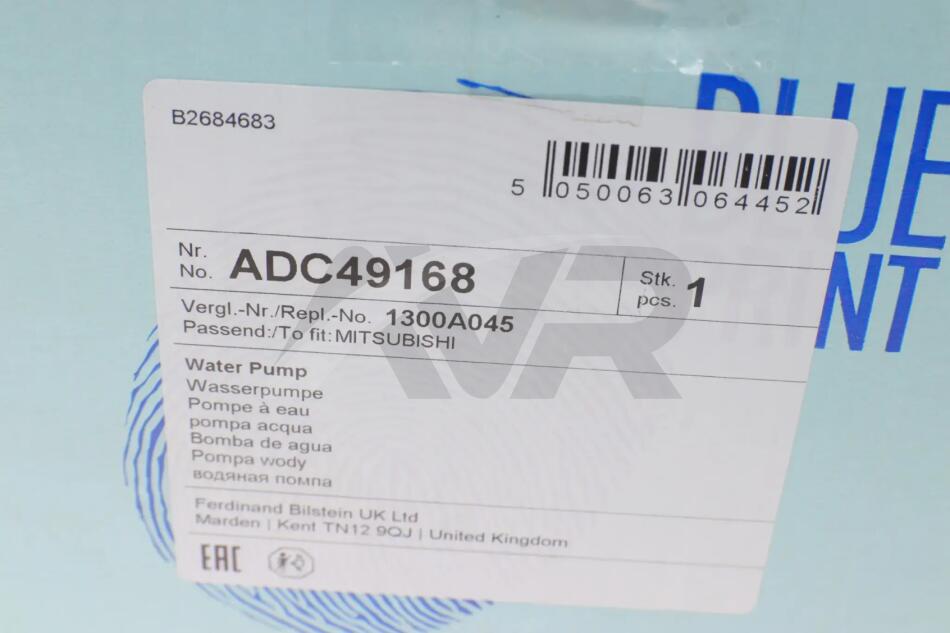 BLUE
PRINT
B2684683
5 050063 064452
Nr.
No. ADC49168
Stk.
pcs. 1
Vergl.-Nr./Repl.-No. 1300A045
Passend:/To fit: MITSUBISHI
Water Pump
Wasserpumpe
Pompe à eau
pompa acqua
Bomba de agua
Pompa wody
водяная помпа
Ferdinand Bilstein UK Ltd
Marden | Kent TN12 9QJ | United Kingdom
EAC